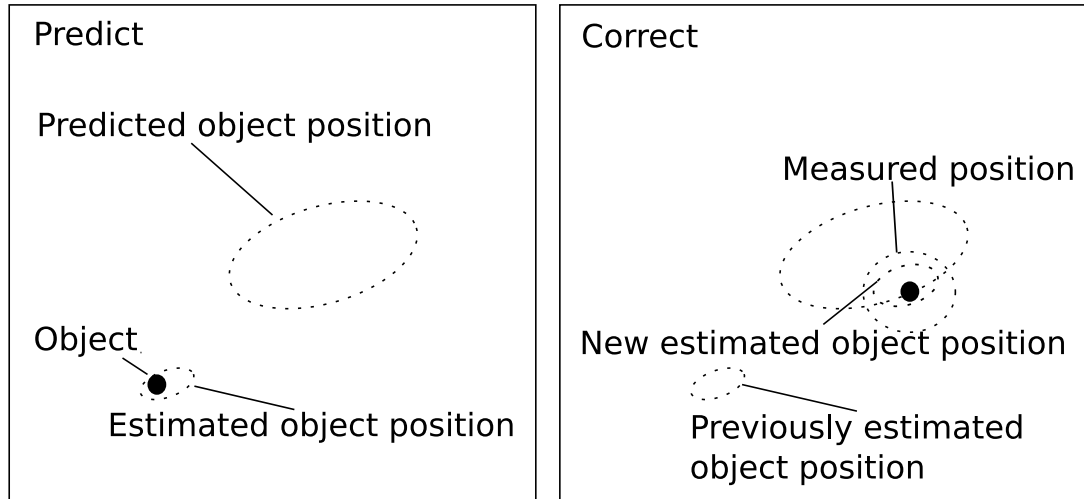 Predict
Predicted object position
Object
Estimated object position
Correct
Measured position
New estimated object position
Previously estimated
object position